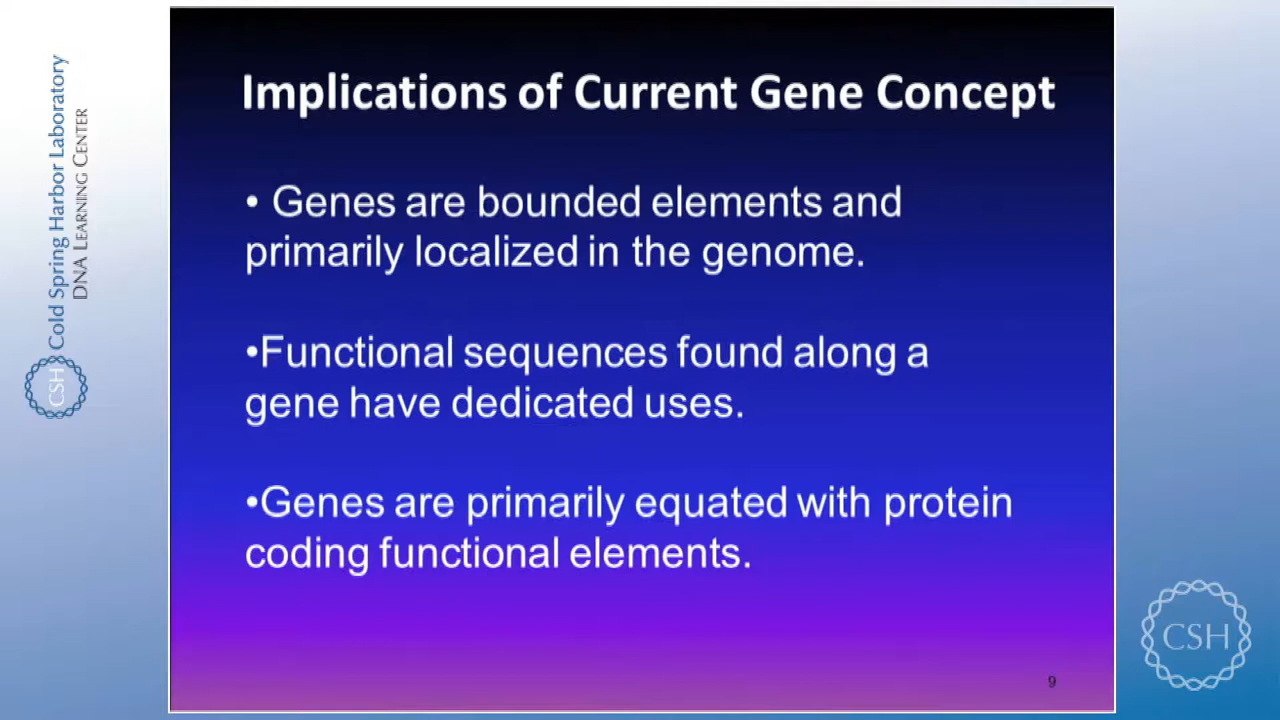 Cold Spring Harbor Laboratory
DNA LEARNING CENTER
CSH
Implications of Current Gene Concept
• Genes are bounded elements and
primarily localized in the genome.
•Functional sequences found along a
gene have dedicated uses.
•Genes are primarily equated with protein
coding functional elements.
9
CSH